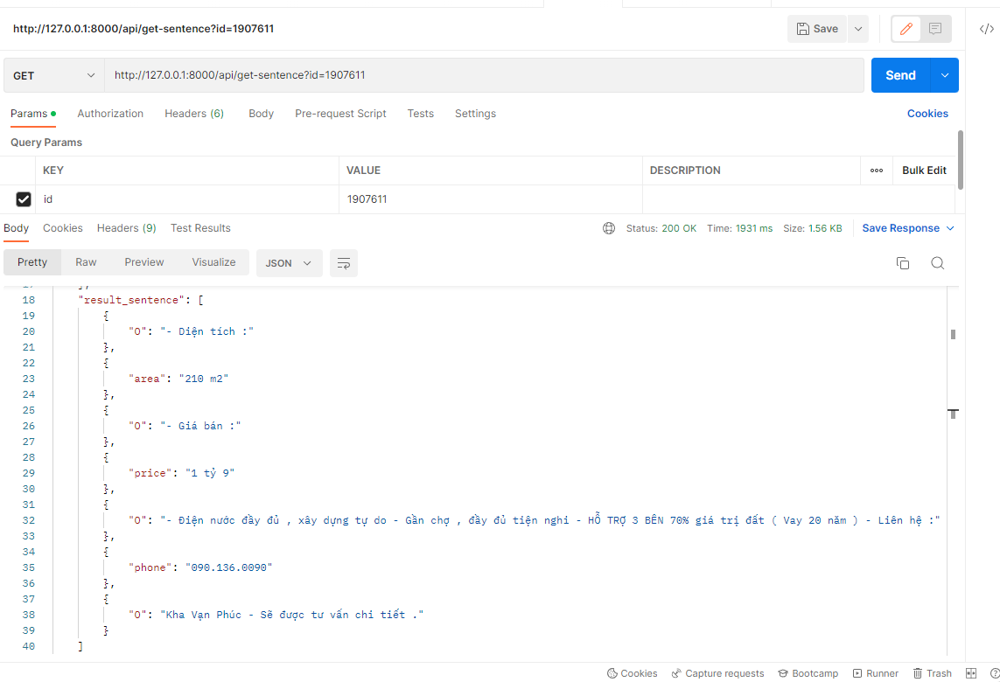 http://127.0.0.1:8000/api/get-sentence?id=1907611
Save
GET
http://127.0.0.1:8000/api/get-sentence?id=1907611
Send
Params
Authorization
Headers (6)
Body
Pre-request Script
Tests
Settings
Cookies
Query Params
KEY VALUE DESCRIPTION Bulk Edit
id 1907611
Body Cookies Headers (9) Test Results
Status: 200 OK Time: 1931 ms Size: 1.56 KB Save Response
Pretty Raw Preview Visualize JSON
17 ],
18 "result_sentence": [
19 {
20 "O": "- Diện tích :"
21 },
22 {
23 "area": "210 m2"
24 },
25 {
26 "O": "- Giá bán :"
27 },
28 {
29 "price": "1 tỷ 9"
30 },
31 {
32 "O": "- Điện nước đầy đủ , xây dựng tự do - Gần chợ , đầy đủ tiện nghi - HỖ TRỢ 3 BÊN 70% giá trị đất ( Vay 20 năm ) - Liên hệ :"
33 },
34 {
35 "phone": "090.136.0090"
36 },
37 {
38 "O": "Kha Vạn Phúc - Sẽ được tư vấn chi tiết ."
39 }
40 ]
Cookies Capture requests Bootcamp Runner Trash